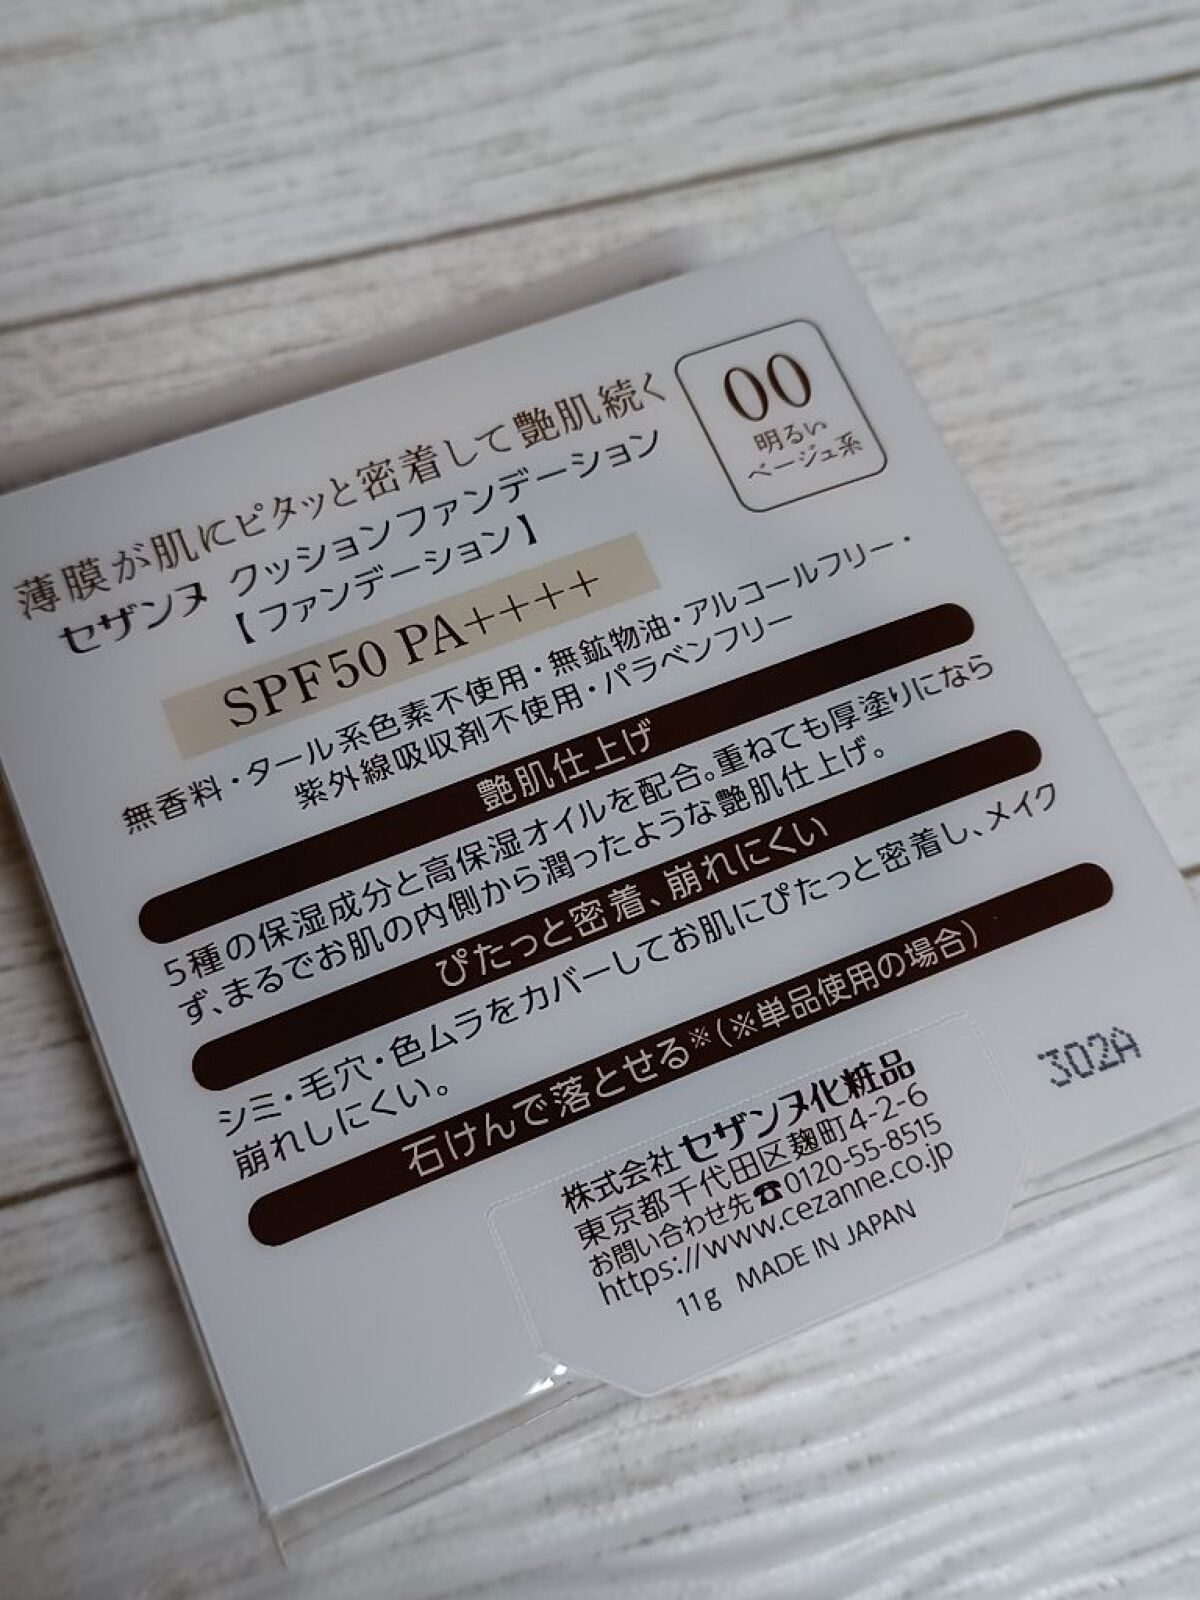 00
明るい
ベージュ系
薄膜が肌にピタッと密着して艶肌続く
セザンヌ クッションファンデーション
【ファンデーション】
SPF50 PA++++
無香料・タール系色素不使用・無鉱物油・アルコールフリー・
紫外線吸収剤不使用・パラベンフリー
艶肌仕上げ
5種の保湿成分と高保湿オイルを配合。重ねても厚塗りになら
ず、まるでお肌の内側から潤ったような艶肌仕上げ。
ぴたっと密着、崩れにくい
シミ・毛穴・色ムラをカバーしてお肌にぴたっと密着し、メイク
崩れしにくい。
石けんで落とせる※(※単品使用の場合)
株式会社 セザンヌ化粧品
東京都千代田区麹町4-2-6
お問い合わせ先☎0120-55-8515
https://www.cezanne.co.jp
11g MADE IN JAPAN
302A